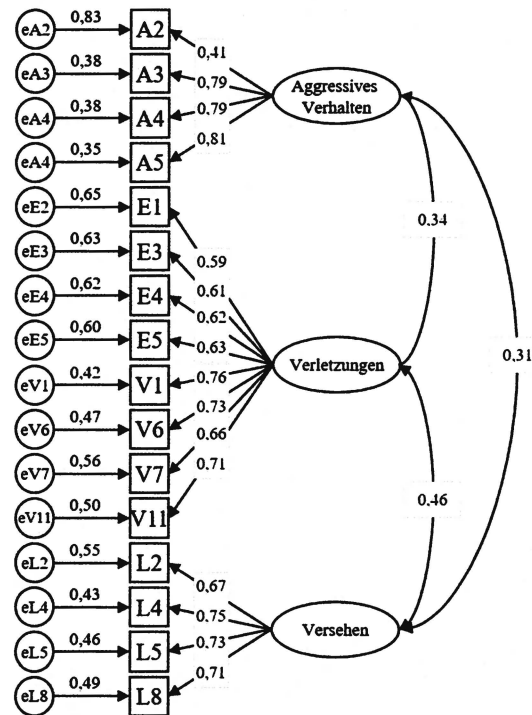 eA2 0,83 A2
0,41
eA3 0,38 A3
0,79
Aggressives
Verhalten
eA4 0,38 A4
0,79
eA4 0,35 A5
0,81
eE2 0,65 E1
0,59
0,34
eE3 0,63 E3
0,61
eE4 0,62 E4
0,62
eE5 0,60 E5
0,63
Verletzungen
0,31
eV1 0,42 V1
0,76
eV6 0,47 V6
0.73
eV7 0,56 V7
0.66
eV11 0,50 V11
0.71
0,46
eL2 0,55 L2
0,67
eL4 0,43 L4
0,75
Versehen
eL5 0,46 L5
0,73
eL8 0,49 L8
0,71